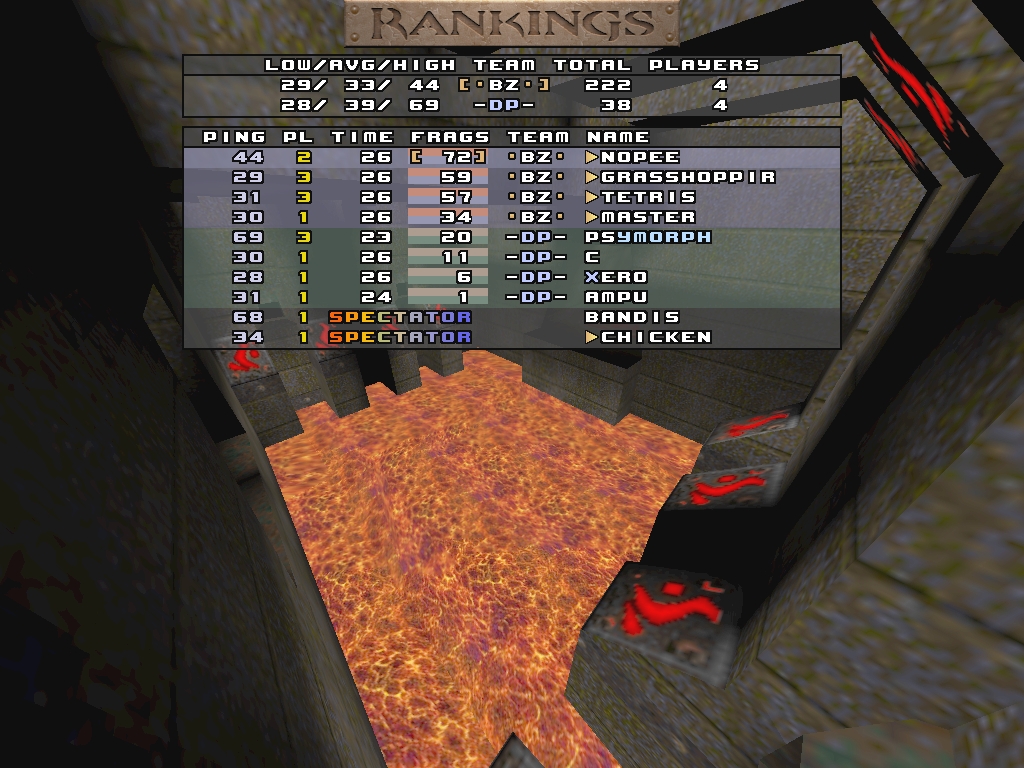 RANKINGS
LOW/AVG/HIGH TEAM TOTAL PLAYERS
29/ 33/ 44 [·BZ·] 222 4
28/ 39/ 69 -DP- 38 4
PING PL TIME FRAGS TEAM NAME
44 2 26 [ 72] ·BZ· ▶NOPEE
29 3 26 59 ·BZ· ▶GRASSHOPPIR
31 3 26 57 ·BZ· ▶TETRIS
30 1 26 34 ·BZ· ▶MASTER
69 3 23 20 -DP- PSYMORPH
30 1 26 11 -DP- C
28 1 26 6 -DP- XERO
31 1 24 1 -DP- AMPU
68 1 SPECTATOR BANDIS
34 1 SPECTATOR ▶CHICKEN